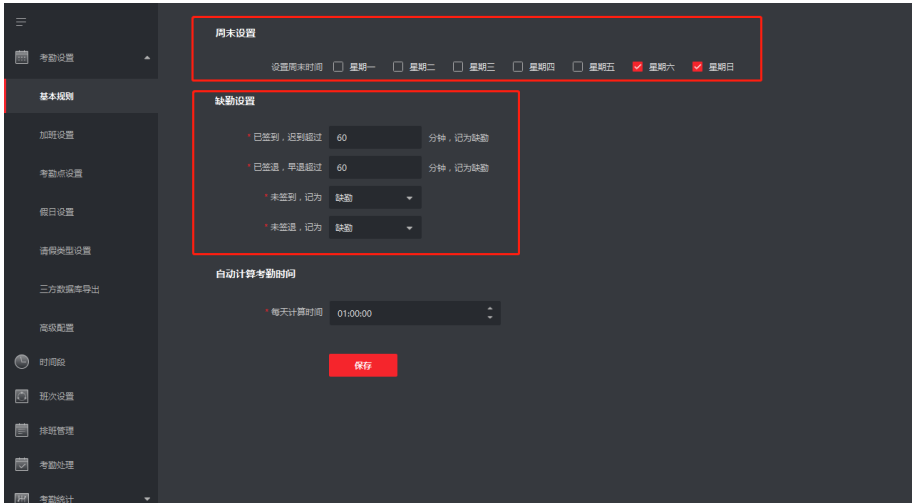 考勤设置
基本规则
加班设置
考勤点设置
假日设置
请假类型设置
三方数据库导出
高级配置
时间段
班次设置
排班管理
考勤处理
考勤统计
周末设置
设置周末时间 星期一 星期二 星期三 星期四 星期五 星期六 星期日
缺勤设置
* 已签到，迟到超过 60 分钟，记为缺勤
* 已签退，早退超过 60 分钟，记为缺勤
* 未签到，记为 缺勤
* 未签退，记为 缺勤
自动计算考勤时间
* 每天计算时间 01:00:00
保存